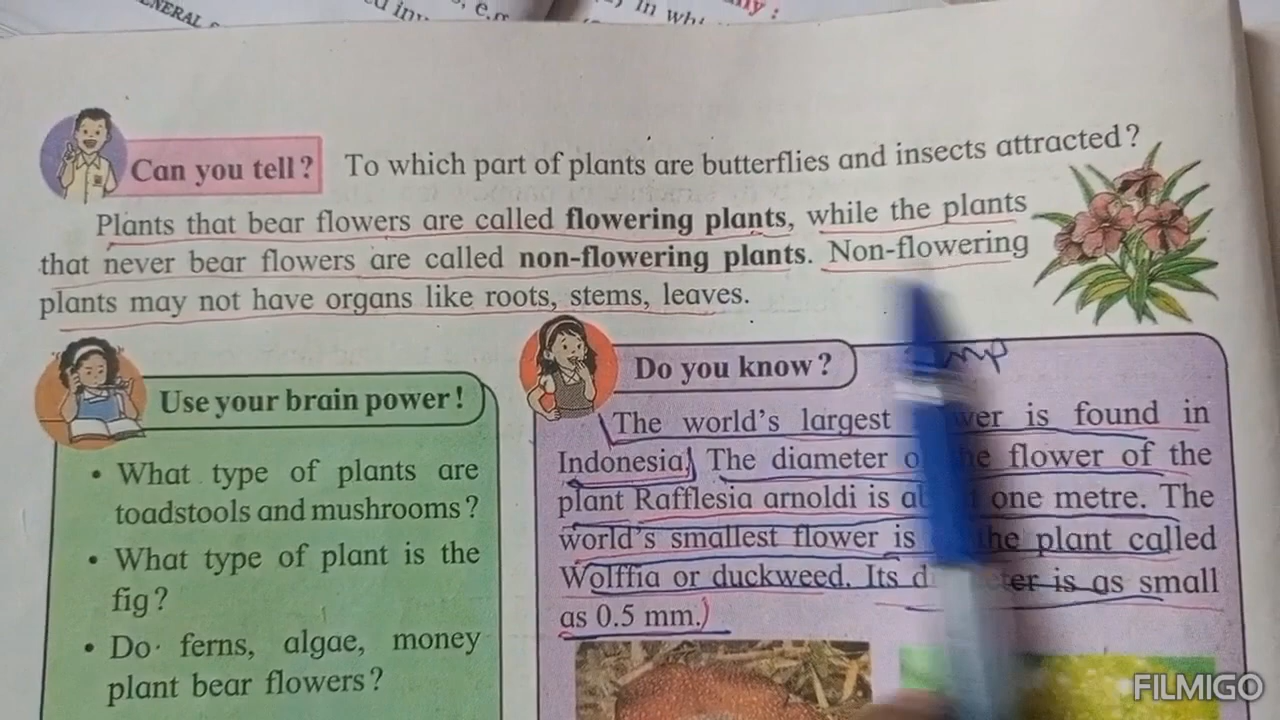 GENERAL
in
Can you tell? To which part of plants are butterflies and insects attracted?
Plants that bear flowers are called flowering plants, while the plants
that never bear flowers are called non-flowering plants. Non-flowering
plants may not have organs like roots, stems, leaves.
Use your brain power!
• What type of plants are
toadstools and mushrooms?
• What type of plant is the
fig?
• Do ferns, algae, money
plant bear flowers?
Do you know?
The world's largest is found in
Indonesia. The diameter flower of the
plant Rafflesia arnoldi is one metre. The
world's smallest flower is the plant called
Wolffia or duckweed. Its is as small
as 0.5 mm.)
FILMIGO